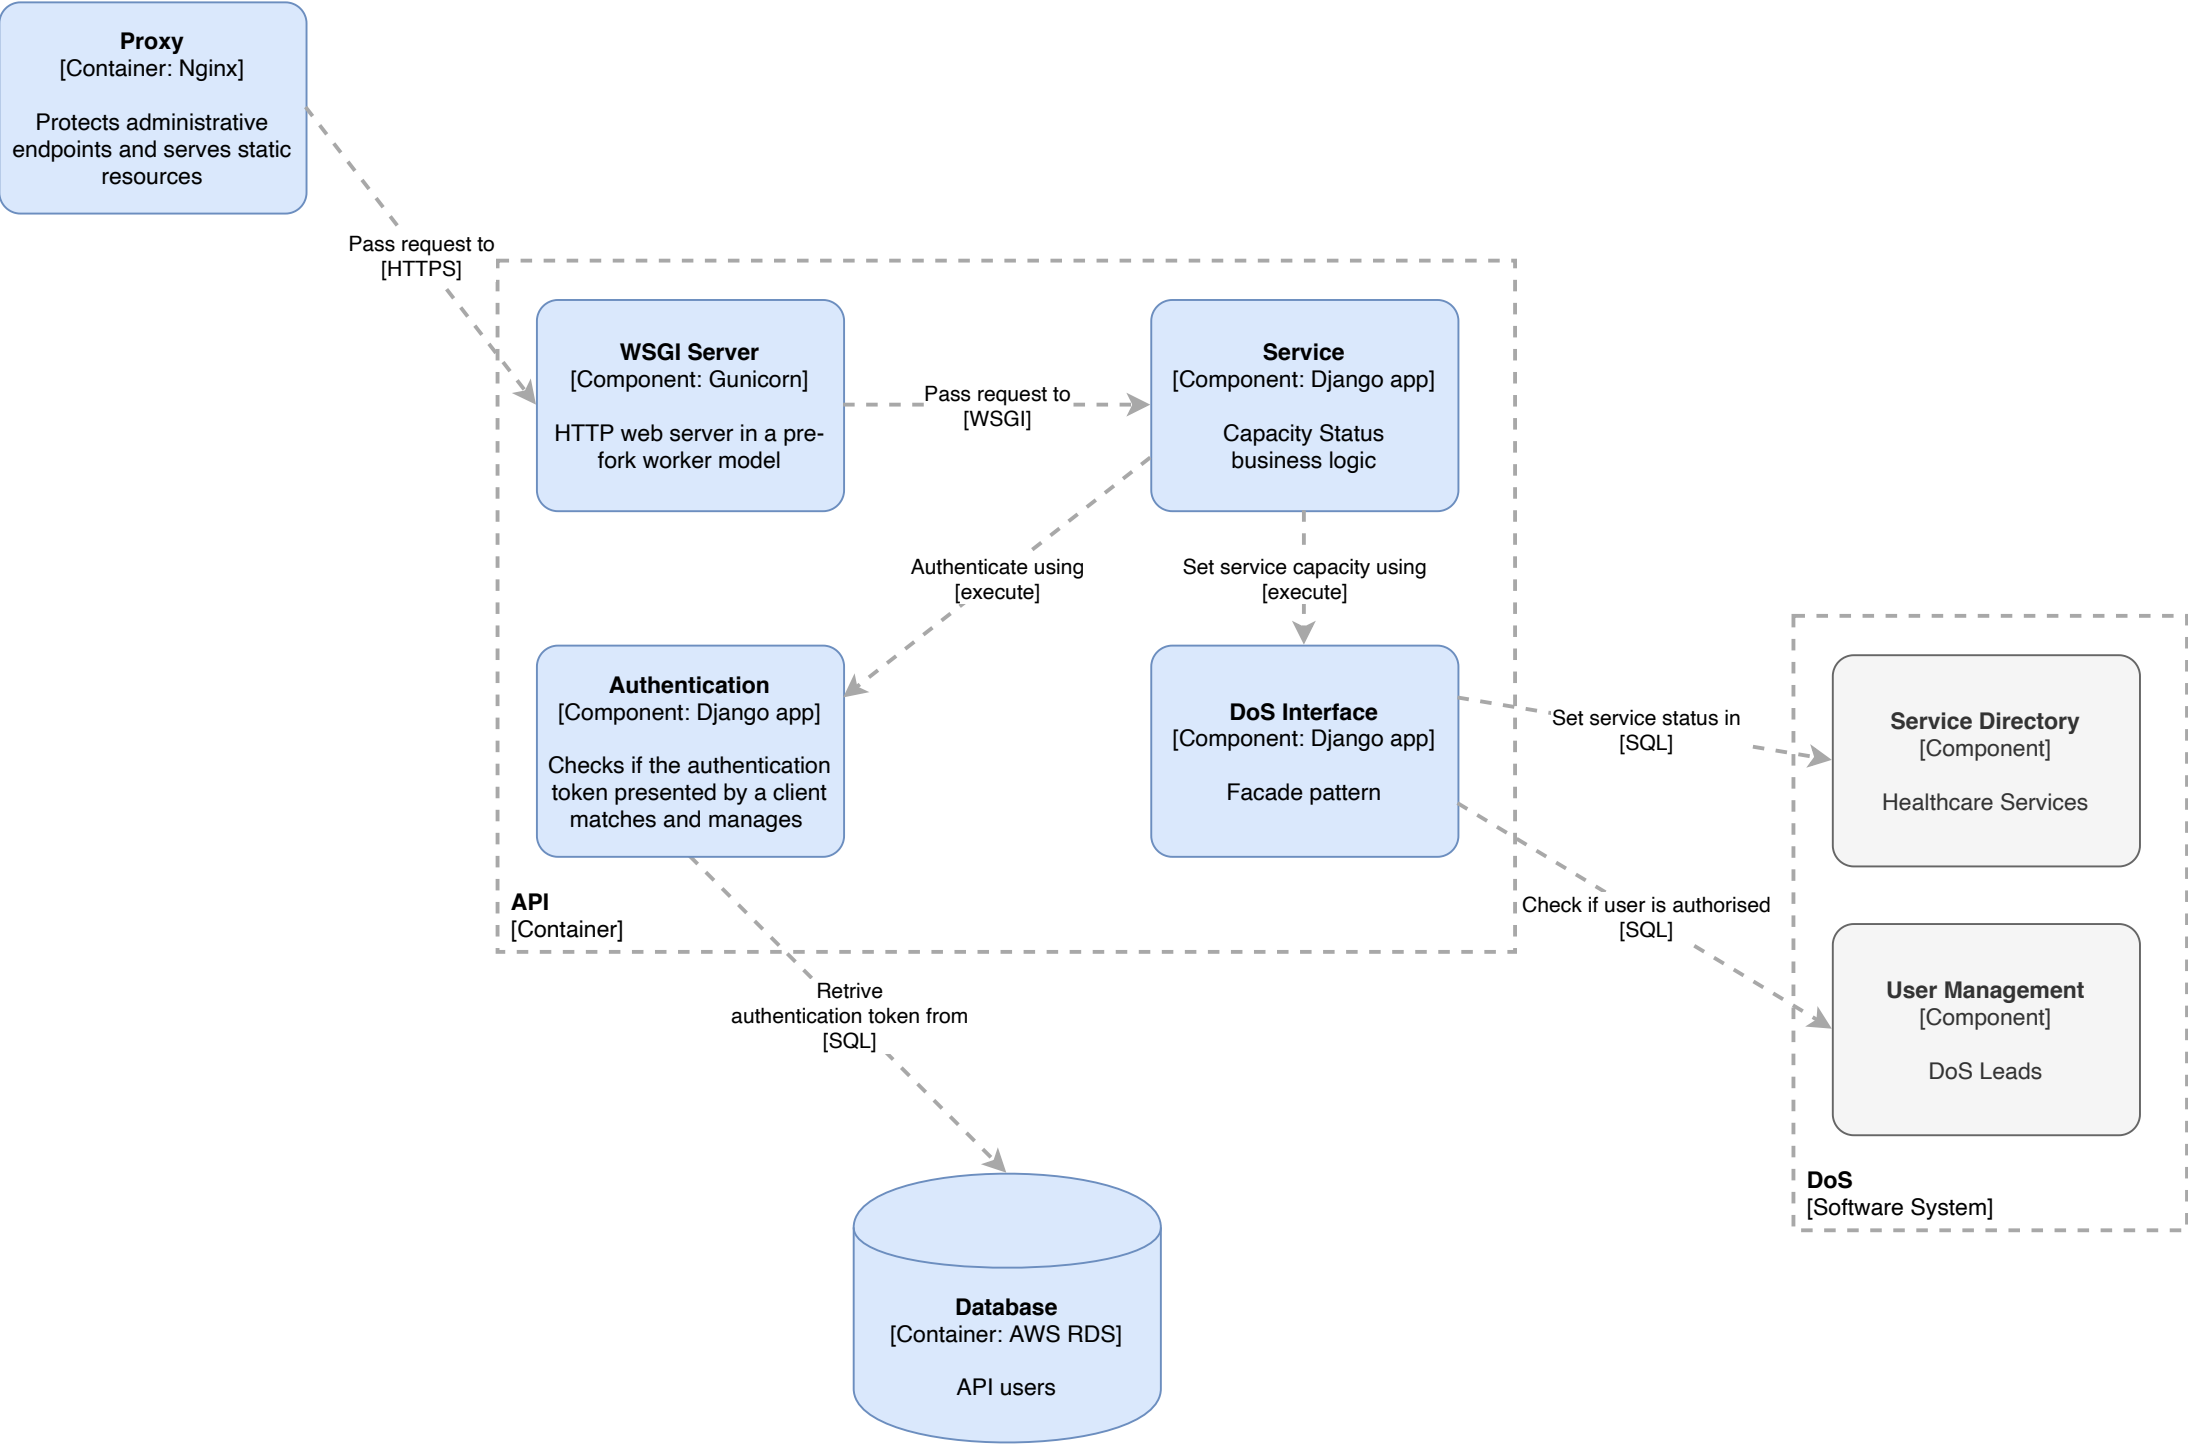 Proxy
[Container: Nginx]
Protects administrative
endpoints and serves static
resources
Pass request to
[HTTPS]
WSGI Server
[Component: Gunicorn]
HTTP web server in a pre-
fork worker model
Pass request to
[WSGI]
Service
[Component: Django app]
Capacity Status
business logic
Authenticate using
[execute]
Set service capacity using
[execute]
Authentication
[Component: Django app]
Checks if the authentication
token presented by a client
matches and manages
DoS Interface
[Component: Django app]
Facade pattern
API
[Container]
Set service status in
[SQL]
Check if user is authorised
[SQL]
Service Directory
[Component]
Healthcare Services
User Management
[Component]
DoS Leads
DoS
[Software System]
Retrive
authentication token from
[SQL]
Database
[Container: AWS RDS]
API users